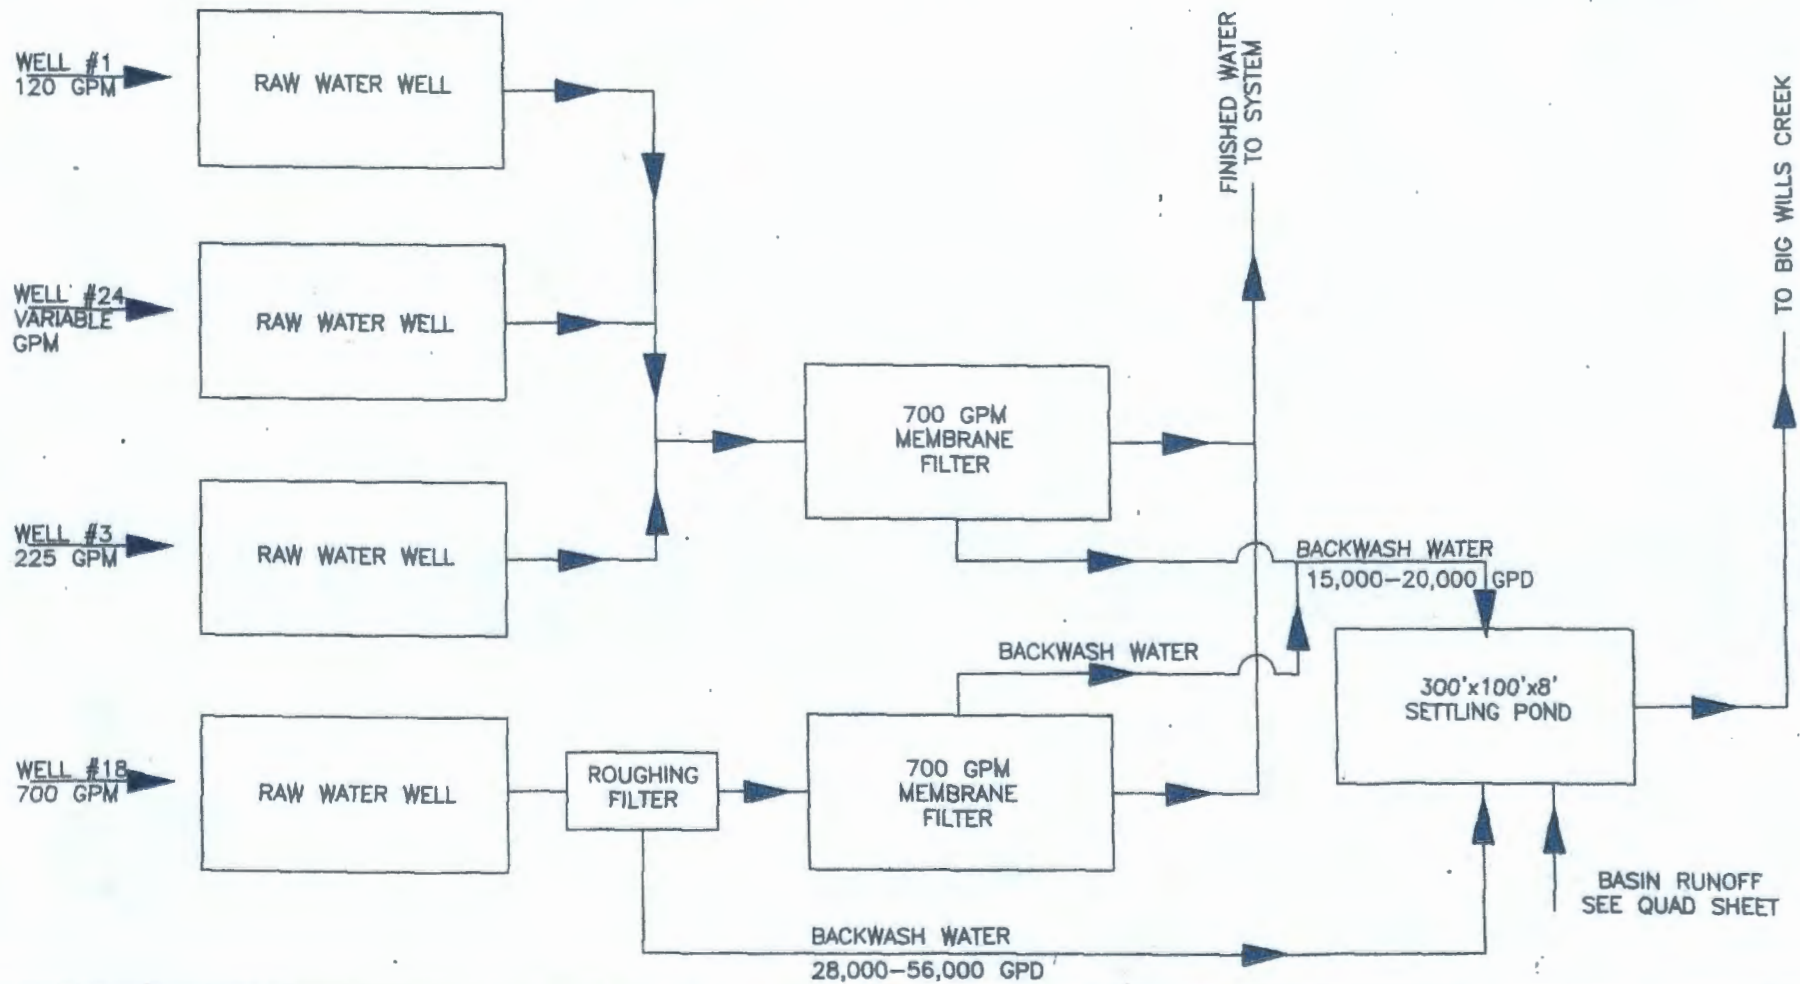 WELL #1
120 GPM
RAW WATER WELL
WELL #24
VARIABLE
GPM
RAW WATER WELL
WELL #3
225 GPM
RAW WATER WELL
WELL #18
700 GPM
RAW WATER WELL
ROUGHING
FILTER
700 GPM
MEMBRANE
FILTER
700 GPM
MEMBRANE
FILTER
FINISHED WATER
TO SYSTEM
BACKWASH WATER
15,000-20,000 GPD
BACKWASH WATER
BACKWASH WATER
28,000-56,000 GPD
300'x100'x8'
SETTLING POND
BASIN RUNOFF
SEE QUAD SHEET
TO BIG WILLS CREEK